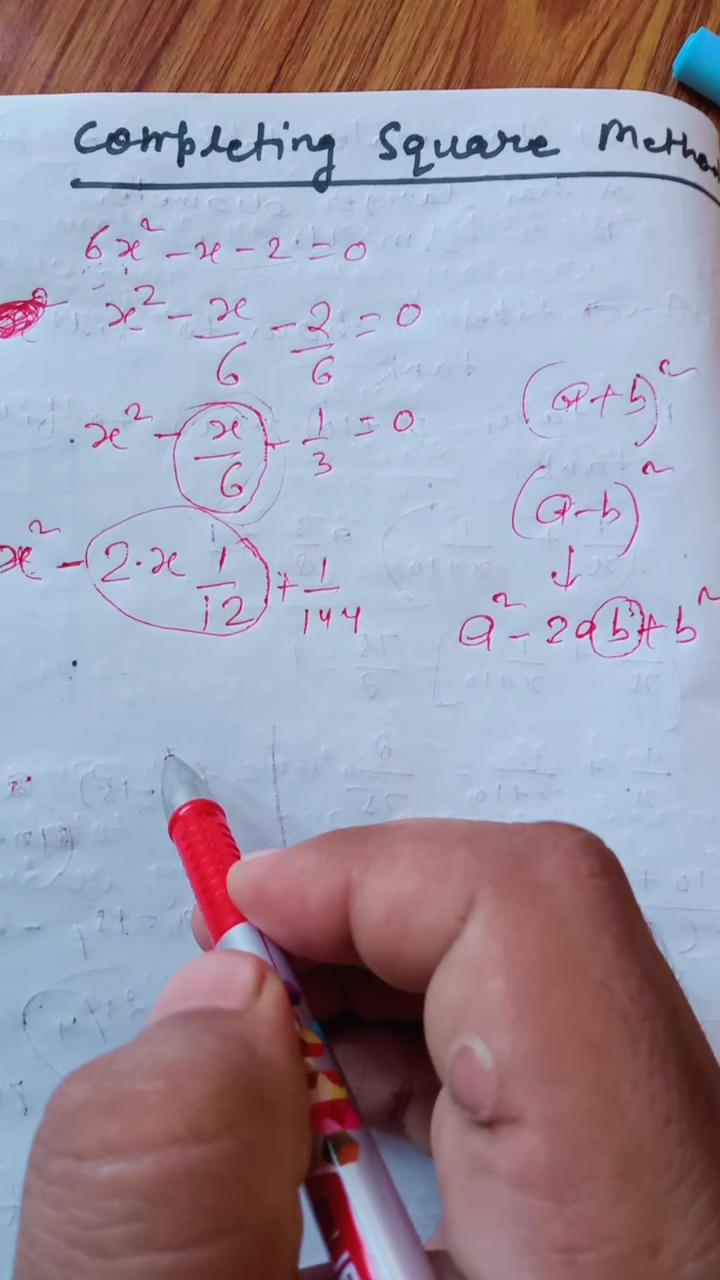 Completing Square Metho
6x² - x - 2 = 0
x² - x/6 - 2/6 = 0
x² - x/6 - 1/3 = 0
(a+b)²
(a-b)²
↓
x² - 2·x 1/12 + 1/144
a² - 2ab + b²